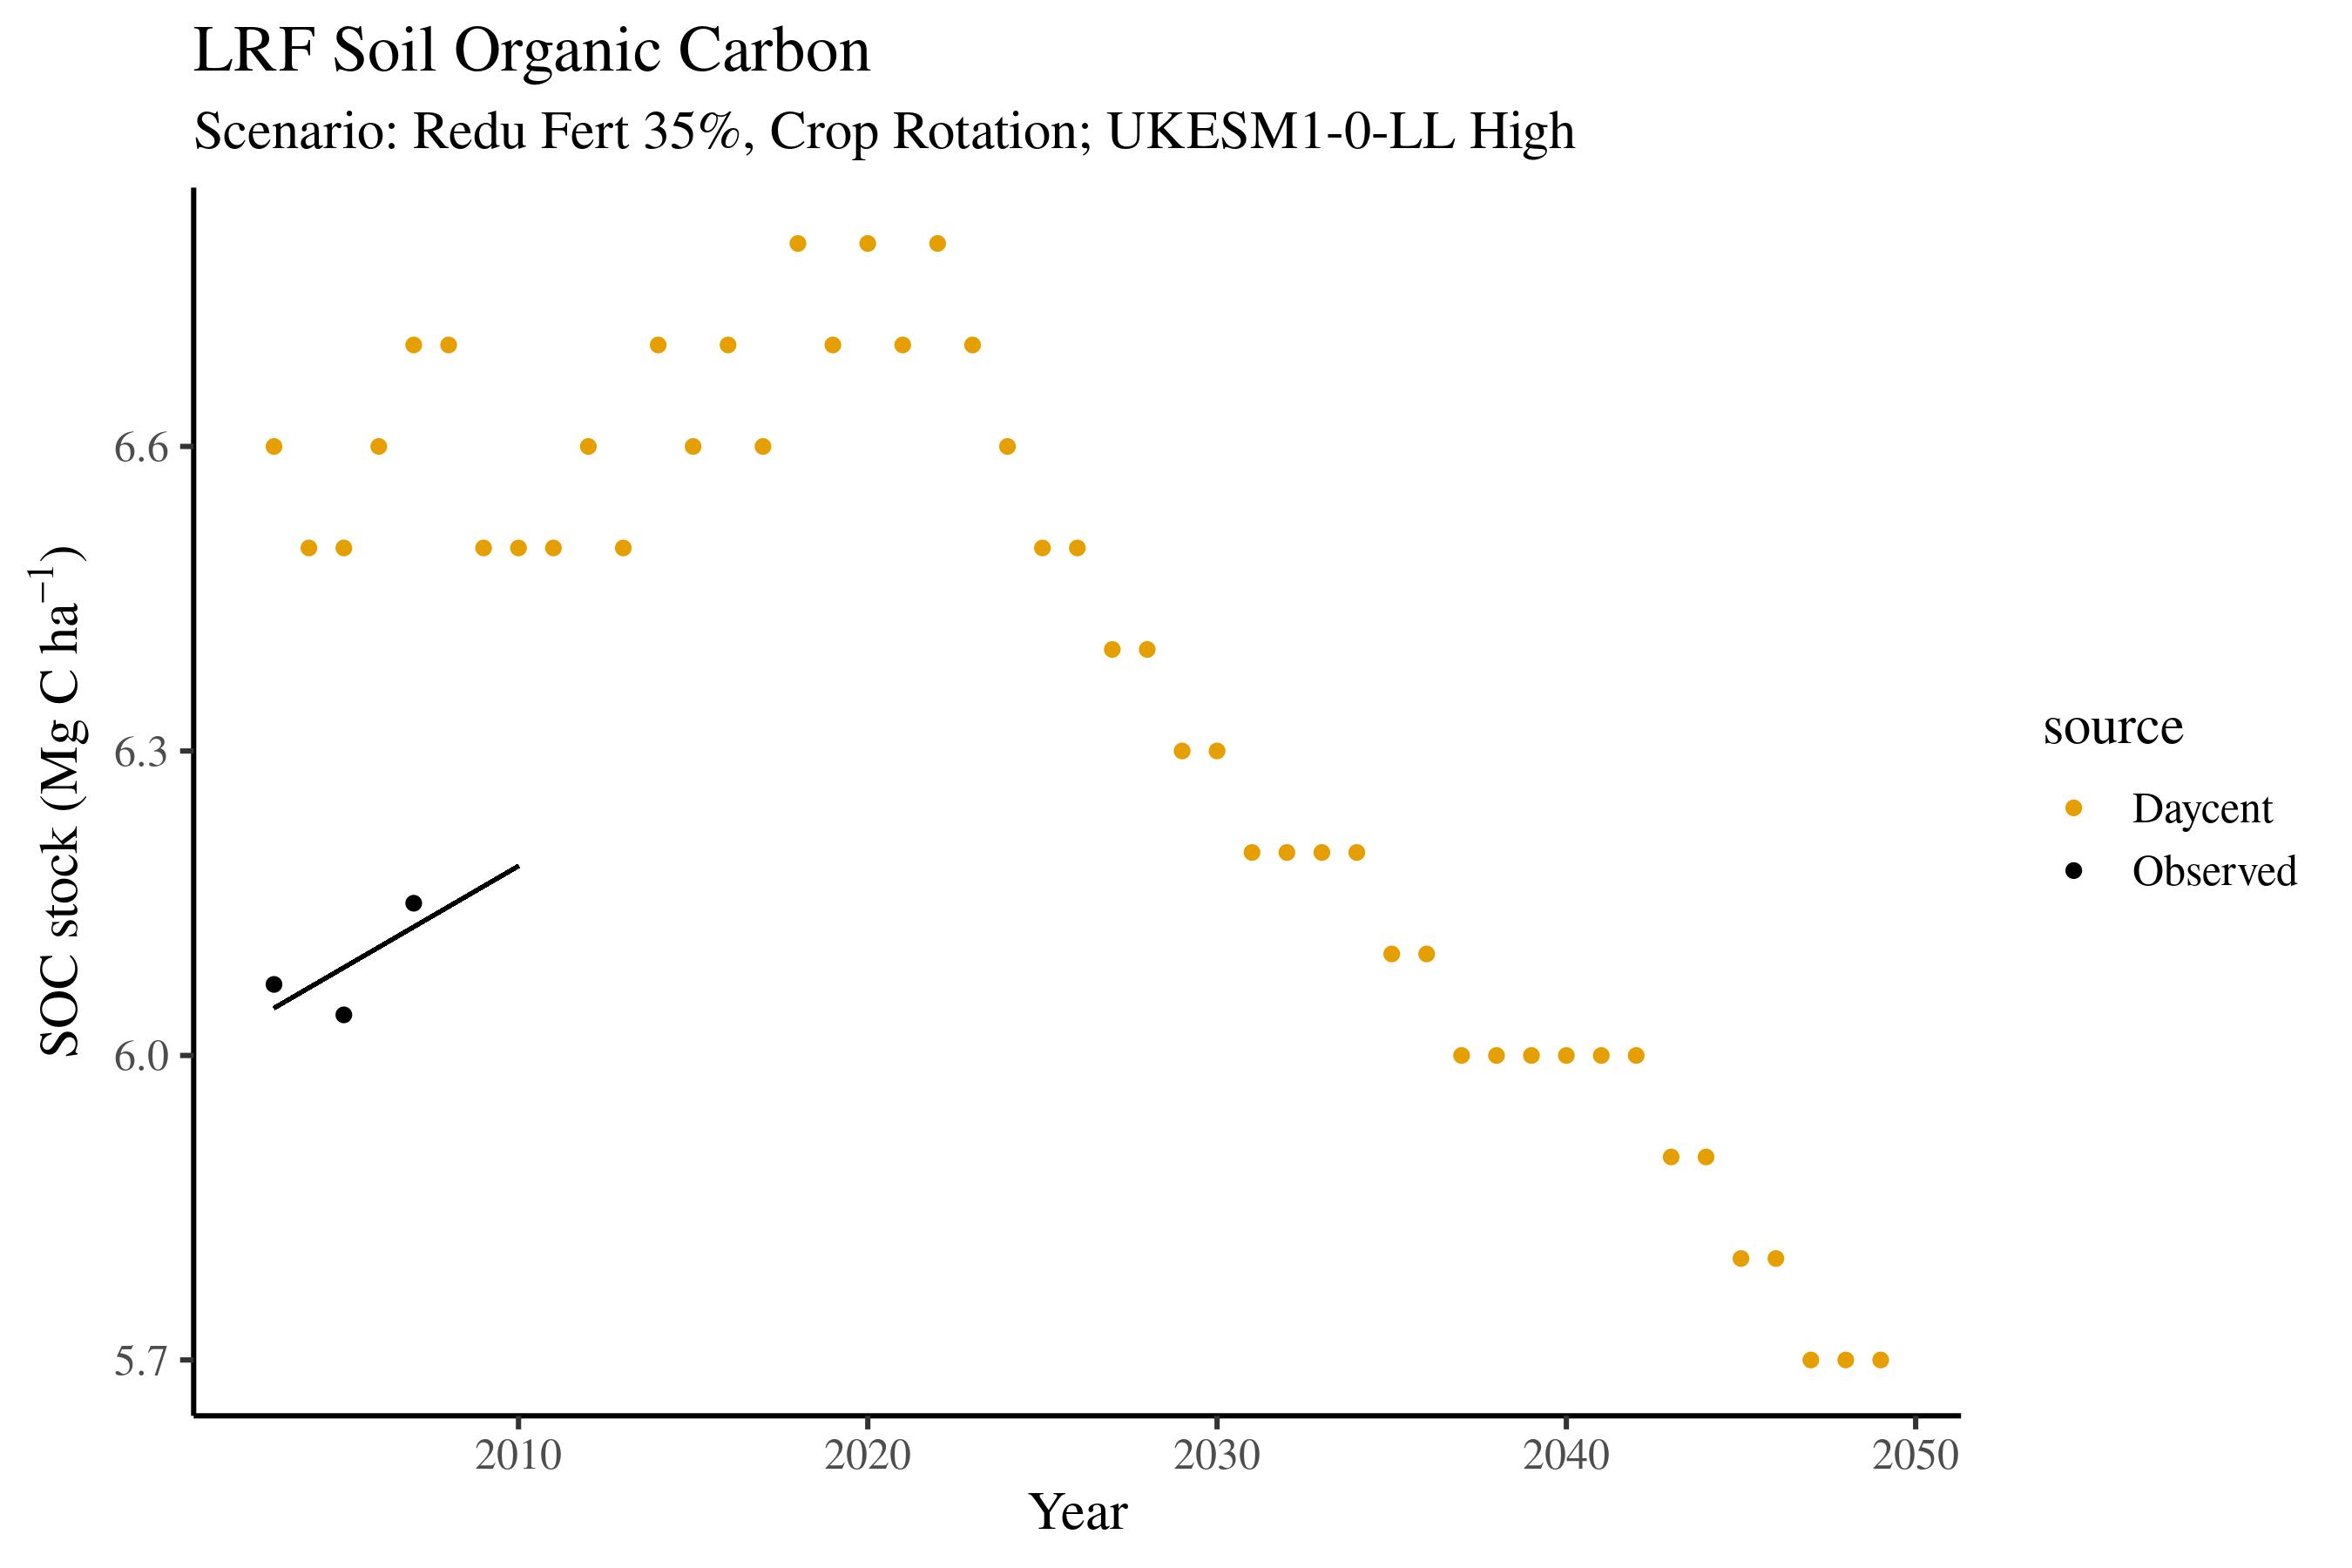 LRF Soil Organic Carbon
Scenario: Redu Fert 35%, Crop Rotation; UKESM1-0-LL High
SOC stock (Mg C ha⁻¹)
6.6
6.3
6.0
5.7
2010 2020 2030 2040 2050
Year
source
Daycent
Observed